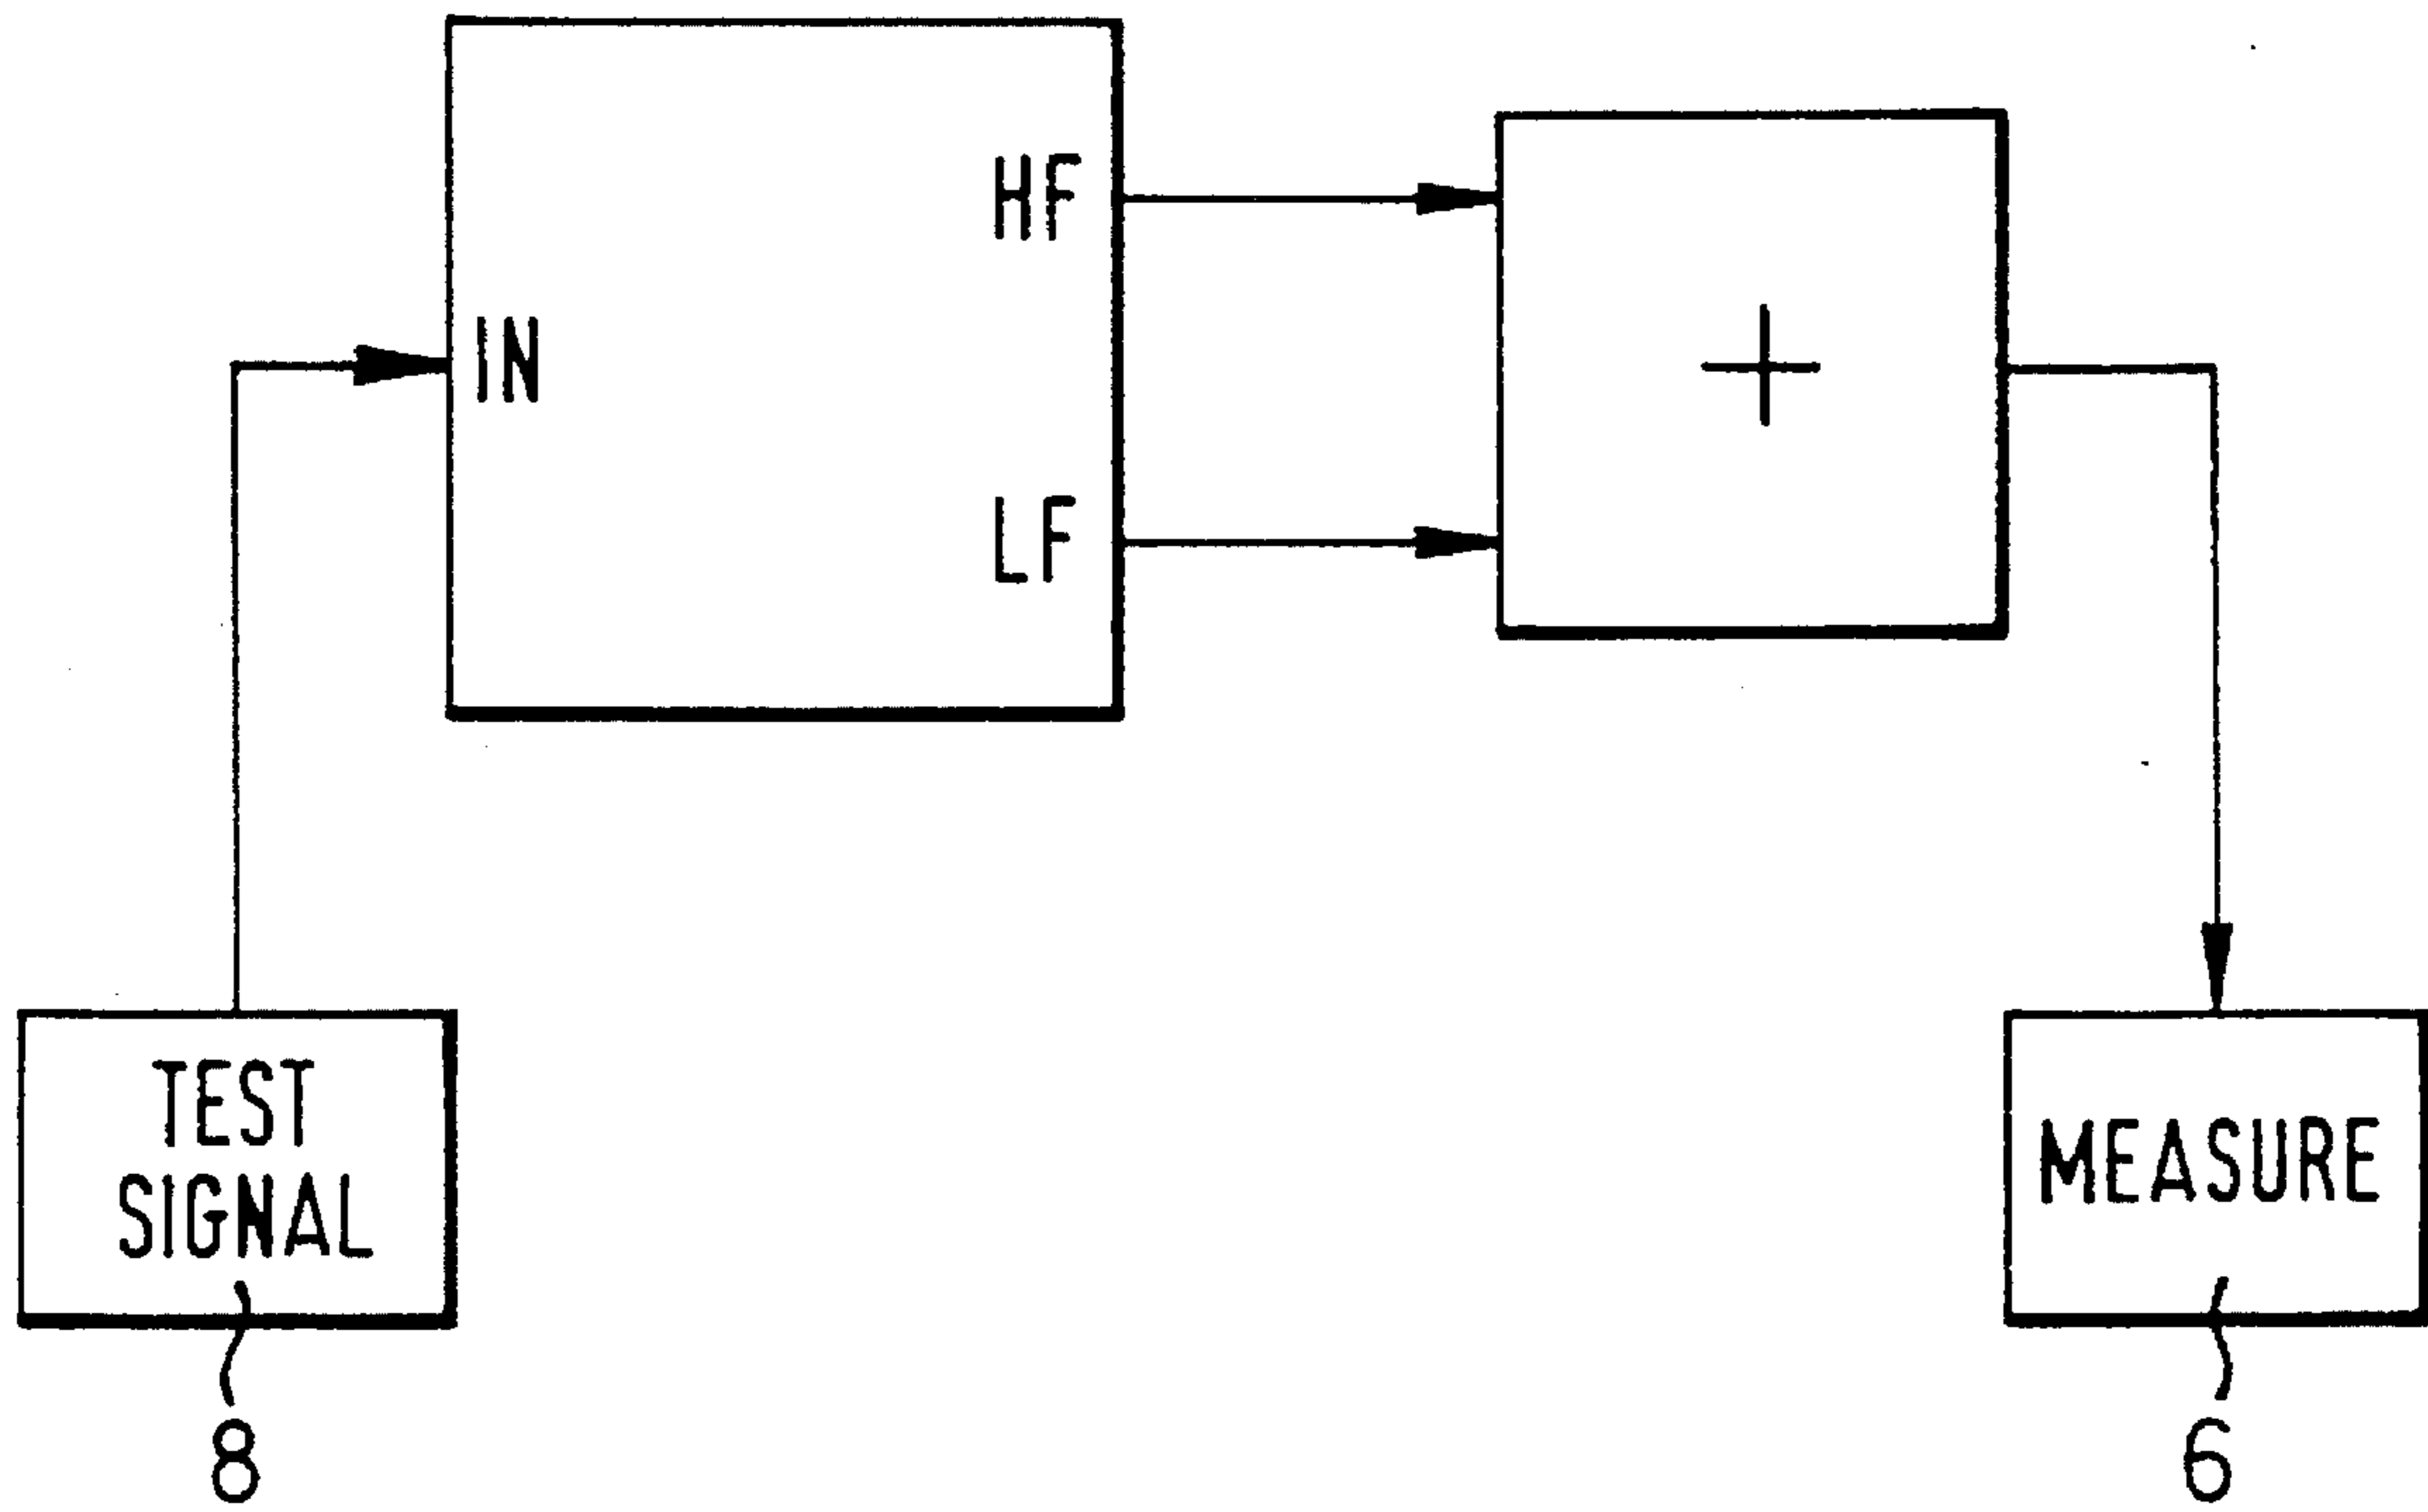 HF
IN
+
LF
TEST
SIGNAL
MEASURE
8
6